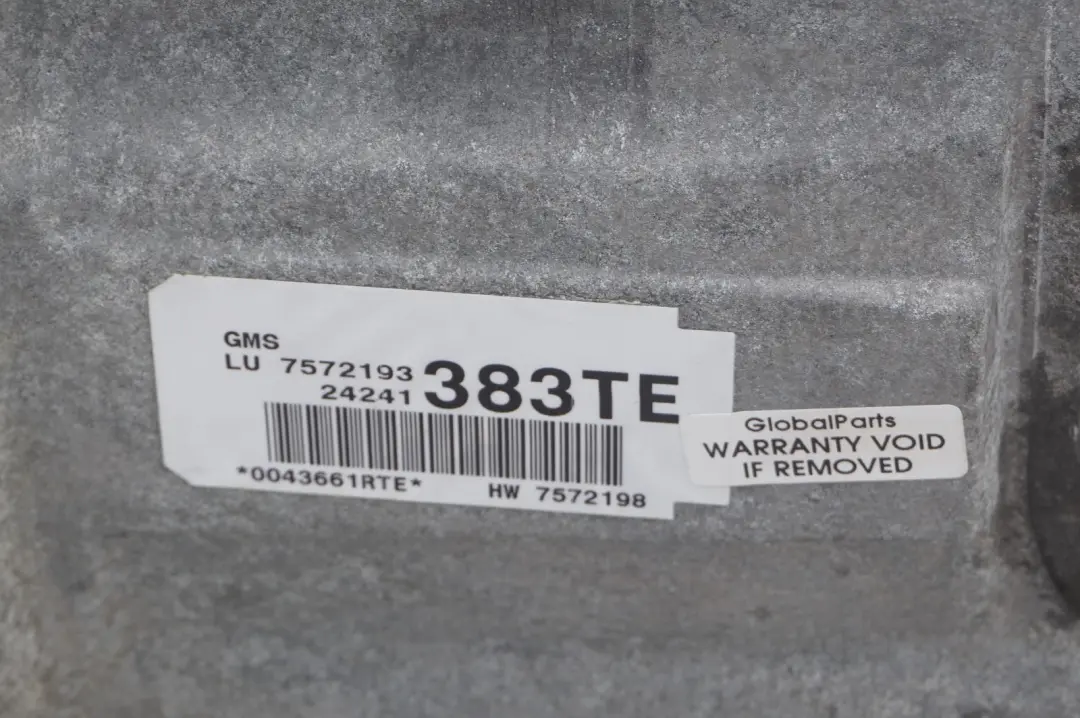 GMS
LU 7572193 383TE
24241
*0043661RTE*
HW 7572198
GlobalParts
WARRANTY VOID
IF REMOVED